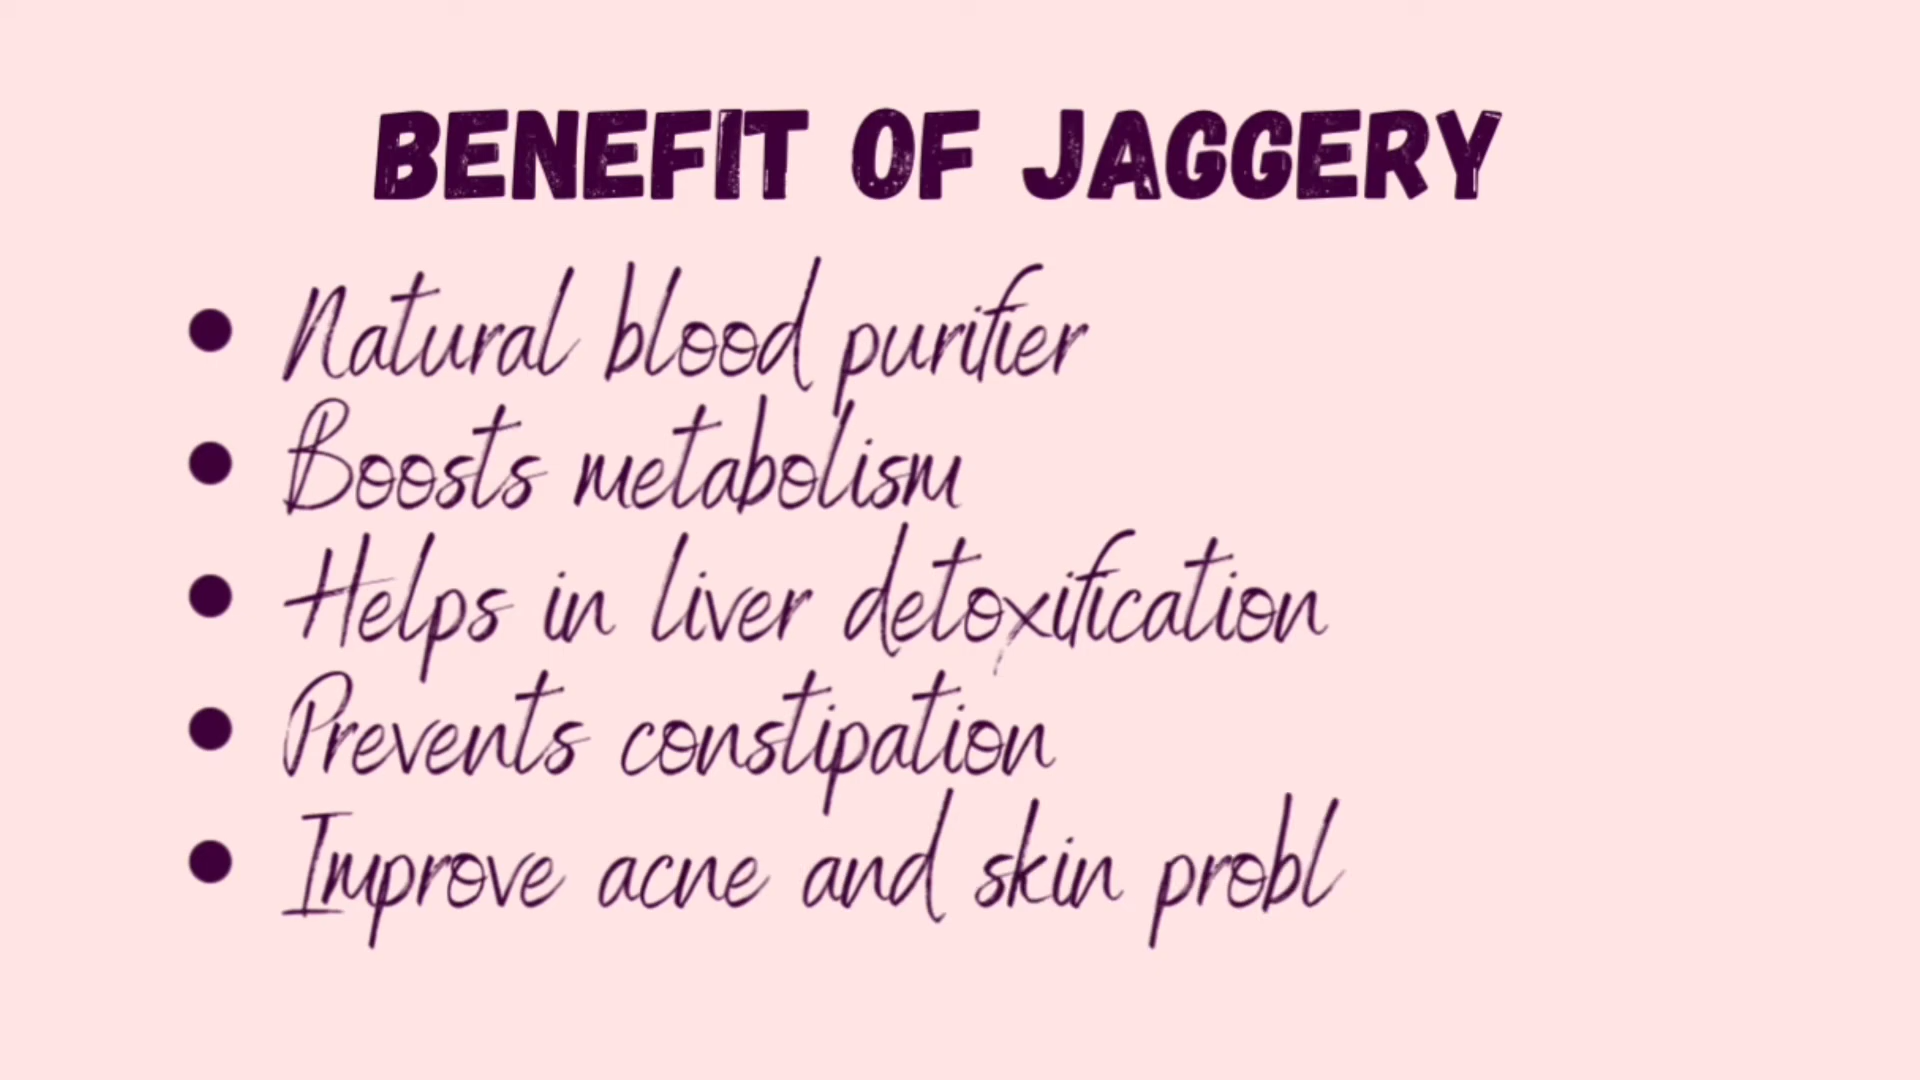 BENEFIT OF JAGGERY
• Natural blood purifier
• Boosts metabolism
• Helps in liver detoxification
• Prevents constipation
• Improve acne and skin probl